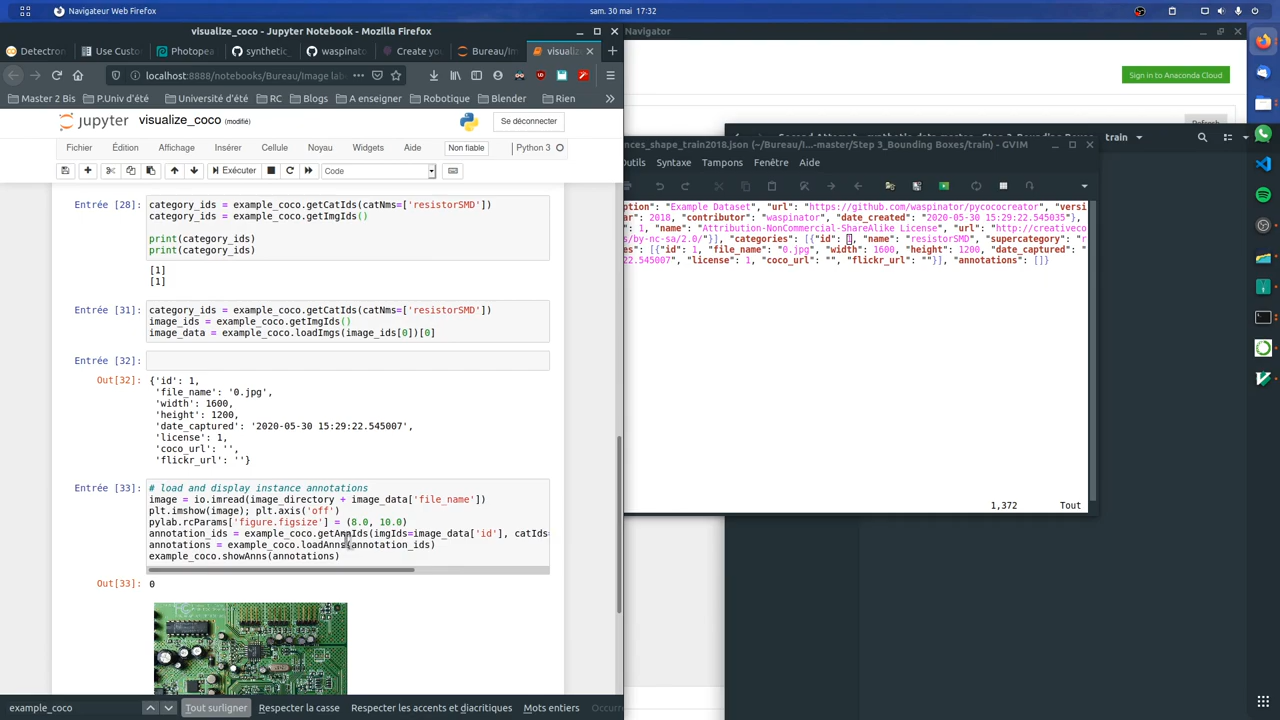 Navigateur Web Firefox
sam. 30 mai 17:32
visualize_coco - Jupyter Notebook - Mozilla Firefox
Navigator
Detectron
Use Custo
Photopea
synthetic_
waspinato
Create you
Bureau/Im
visualiz
localhost:8888/notebooks/Bureau/Image lab
Sign in to Anaconda Cloud
Master 2 Bis
P.Univ d'été
Université d'été
RC
Blogs
A enseigner
Robotique
Blender
Rien
jupyter visualize_coco (modifié)
Se déconnecter
Refresh
train
nces_shape_train2018.json (~/Bureau/I...-master/Step 3_Bounding Boxes/train) - GVIM
Fichier Édition Affichage Insérer Cellule Noyau Widgets Aide
Non fiable
Python 3
Outils Syntaxe Tampons Fenêtre Aide
Exécuter
Code
Entrée [28]:
category_ids = example_coco.getCatIds(catNms=['resistorSMD'])
category_ids = example_coco.getImgIds()
print(category_ids)
print(category_ids)
[1]
[1]
Entrée [31]:
category_ids = example_coco.getCatIds(catNms=['resistorSMD'])
image_ids = example_coco.getImgIds()
image_data = example_coco.loadImgs(image_ids[0])[0]
Entrée [32]:
Out[32]:
{'id': 1,
'file_name': '0.jpg',
'width': 1600,
'height': 1200,
'date_captured': '2020-05-30 15:29:22.545007',
'license': 1,
'coco_url': '',
'flickr_url': ''}
Entrée [33]:
# load and display instance annotations
image = io.imread(image_directory + image_data['file_name'])
plt.imshow(image); plt.axis('off')
pylab.rcParams['figure.figsize'] = (8.0, 10.0)
annotation_ids = example_coco.getAnnIds(imgIds=image_data['id'], catIds=
annotations = example_coco.loadAnns(annotation_ids)
example_coco.showAnns(annotations)
Out[33]:
0
ption": "Example Dataset", "url": "https://github.com/waspinator/pycococreator", "versi
ar": 2018, "contributor": "waspinator", "date_created": "2020-05-30 15:29:22.545035"},
: 1, "name": "Attribution-NonCommercial-ShareAlike License", "url": "http://creativeco
s/by-nc-sa/2.0/"}], "categories": [{"id": 1, "name": "resistorSMD", "supercategory": "r
es": [{"id": 1, "file_name": "0.jpg", "width": 1600, "height": 1200, "date_captured": "
22.545007", "license": 1, "coco_url": "", "flickr_url": ""}], "annotations": []}
1,372
Tout
example_coco
Tout surligner
Respecter la casse
Respecter les accents et diacritiques
Mots entiers
Occurre